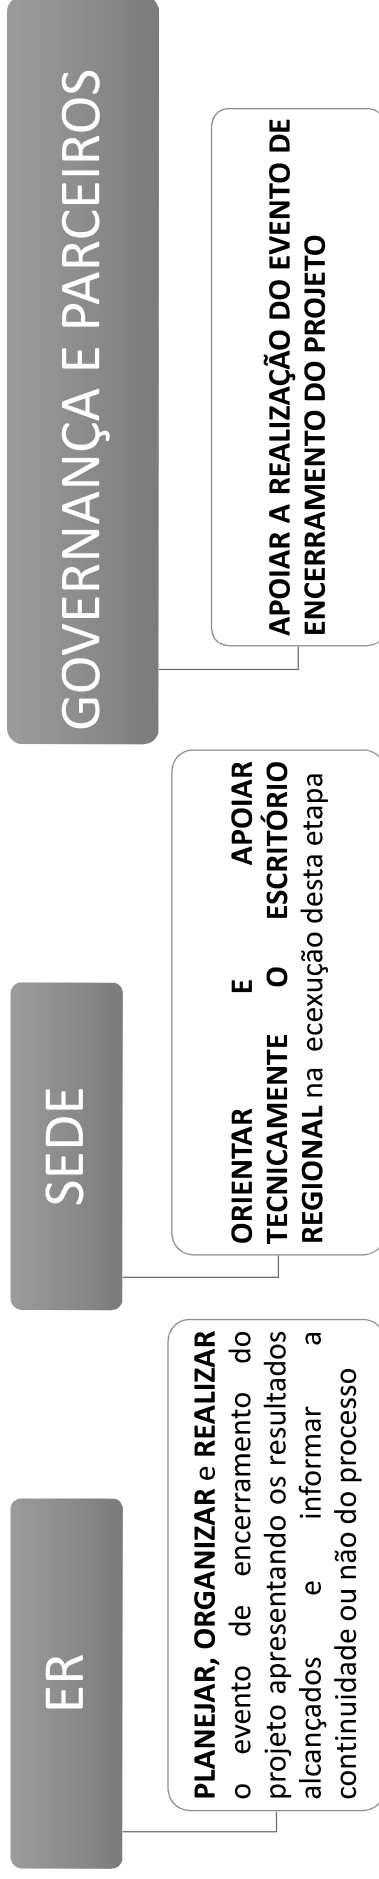 ER
PLANEJAR, ORGANIZAR e REALIZAR
o evento de encerramento do
projeto apresentando os resultados
alcançados e informar a
continuidade ou não do processo
SEDE
ORIENTAR E APOIAR
TECNICAMENTE O ESCRITÓRIO
REGIONAL na ecexução desta etapa
GOVERNANÇA E PARCEIROS
APOIAR A REALIZAÇÃO DO EVENTO DE
ENCERRAMENTO DO PROJETO